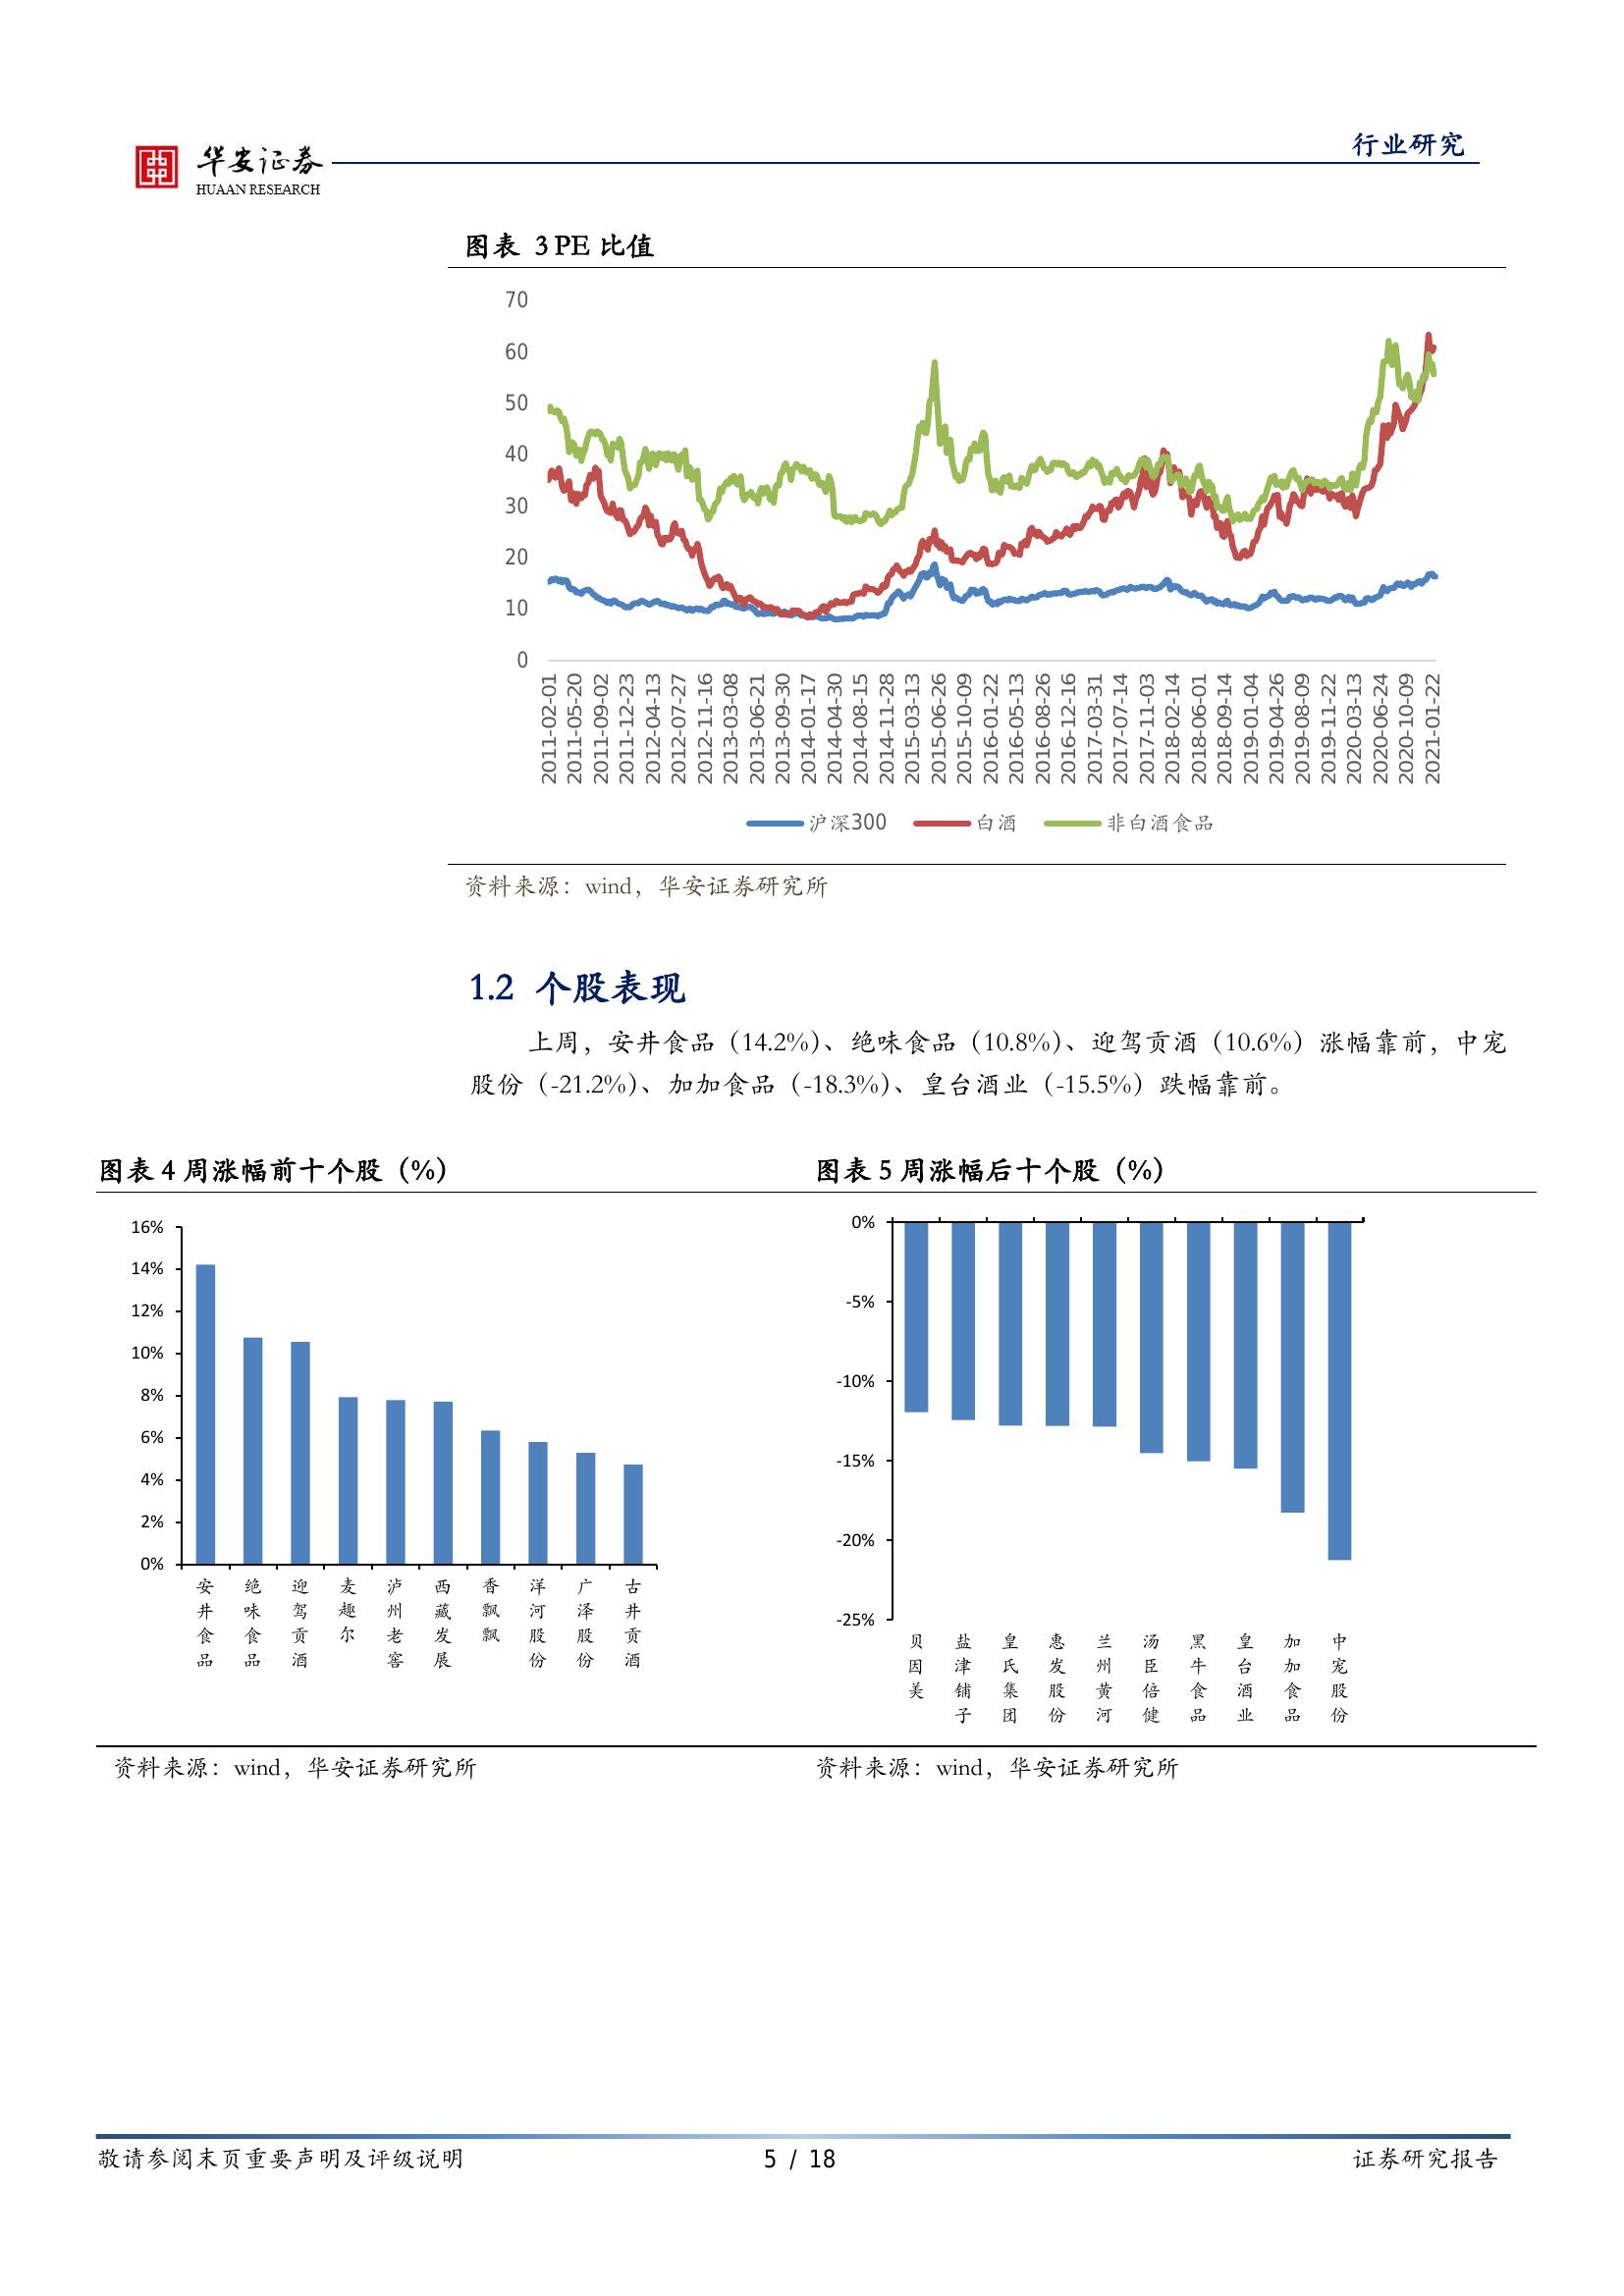 华安证券
HUAAN RESEARCH
行业研究
图表 3 PE 比值
70
60
50
40
30
20
10
0
2011-02-01
2011-05-20
2011-09-02
2011-12-23
2012-04-13
2012-07-27
2012-11-16
2013-03-08
2013-06-21
2013-09-30
2014-01-17
2014-04-30
2014-08-15
2014-11-28
2015-03-13
2015-06-26
2015-10-09
2016-01-22
2016-05-13
2016-08-26
2016-12-16
2017-03-31
2017-07-14
2017-11-03
2018-02-14
2018-06-01
2018-09-14
2019-01-04
2019-04-26
2019-08-09
2019-11-22
2020-03-13
2020-06-24
2020-10-09
2021-01-22
沪深300 白酒 非白酒食品
资料来源：wind，华安证券研究所
1.2 个股表现
上周，安井食品（14.2%）、绝味食品（10.8%）、迎驾贡酒（10.6%）涨幅靠前，中宠
股份（-21.2%）、加加食品（-18.3%）、皇台酒业（-15.5%）跌幅靠前。
图表 4 周涨幅前十个股（%）
16%
14%
12%
10%
8%
6%
4%
2%
0%
安井食品
绝味食品
迎驾贡酒
麦趣尔
泸州老窖
西藏发展
香飘飘
洋河股份
广泽股份
古井贡酒
资料来源：wind，华安证券研究所
图表 5 周涨幅后十个股（%）
0%
-5%
-10%
-15%
-20%
-25%
贝因美
盐津铺子
皇氏集团
惠发股份
兰州黄河
汤臣倍健
黑牛食品
皇台酒业
加加食品
中宠股份
资料来源：wind，华安证券研究所
敬请参阅末页重要声明及评级说明
5 / 18
证券研究报告